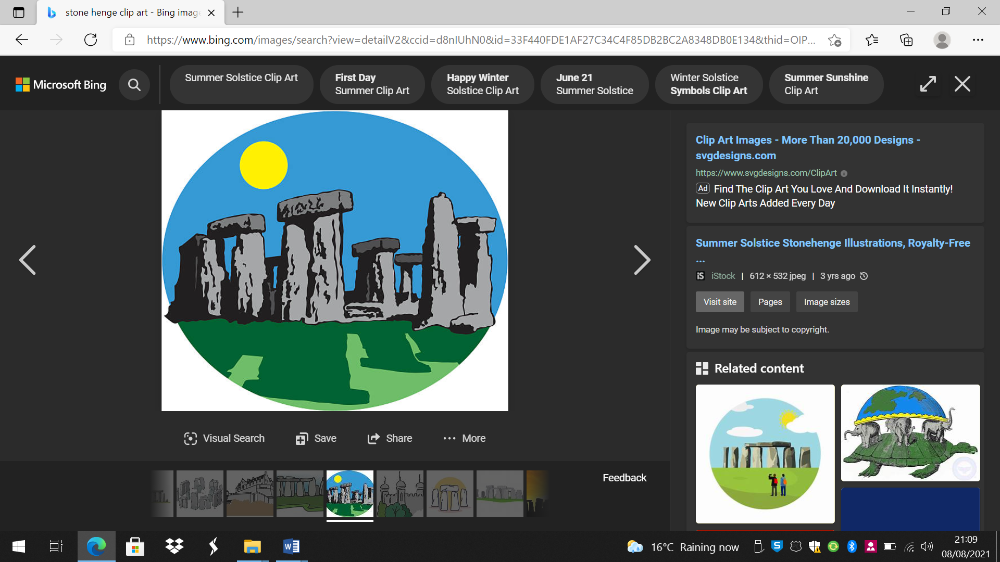 stone henge clip art - Bing imag
https://www.bing.com/images/search?view=detailV2&ccid=d8nIUhN0&id=33F440FDE1AF27C34C4F85DB2BC2A8348DB0E134&thid=OIP...
Microsoft Bing
Summer Solstice Clip Art
First Day
Summer Clip Art
Happy Winter
Solstice Clip Art
June 21
Summer Solstice
Winter Solstice
Symbols Clip Art
Summer Sunshine
Clip Art
Clip Art Images - More Than 20,000 Designs -
svgdesigns.com
https://www.svgdesigns.com/ClipArt
Ad Find The Clip Art You Love And Download It Instantly!
New Clip Arts Added Every Day
Summer Solstice Stonehenge Illustrations, Royalty-Free
...
iS iStock | 612 × 532 jpeg | 3 yrs ago
Visit site
Pages
Image sizes
Image may be subject to copyright.
Related content
Visual Search
Save
Share
More
Feedback
16°C Raining now
21:09
08/08/2021